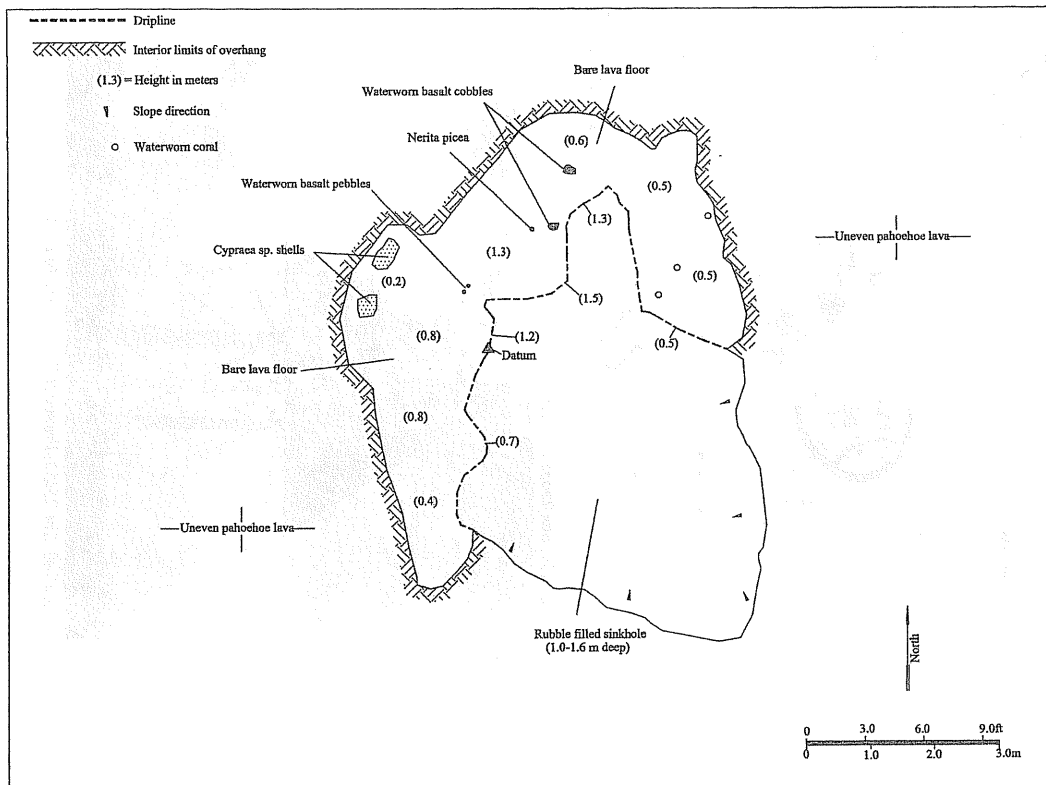 Dripline
Interior limits of overhang
(1.3) = Height in meters
Slope direction
Waterworn coral
Bare lava floor
Waterworn basalt cobbles
Nerita picea
Waterworn basalt pebbles
Cypraea sp. shells
(0.6)
(0.5)
(1.3)
(1.3)
(0.2)
(0.5)
(1.5)
(0.8)
(1.2)
(0.5)
Datum
Bare lava floor
(0.8)
(0.7)
(0.4)
Uneven pahoehoe lava
Uneven pahoehoe lava
Rubble filled sinkhole
(1.0-1.6 m deep)
North
0 3.0 6.0 9.0ft
0 1.0 2.0 3.0m